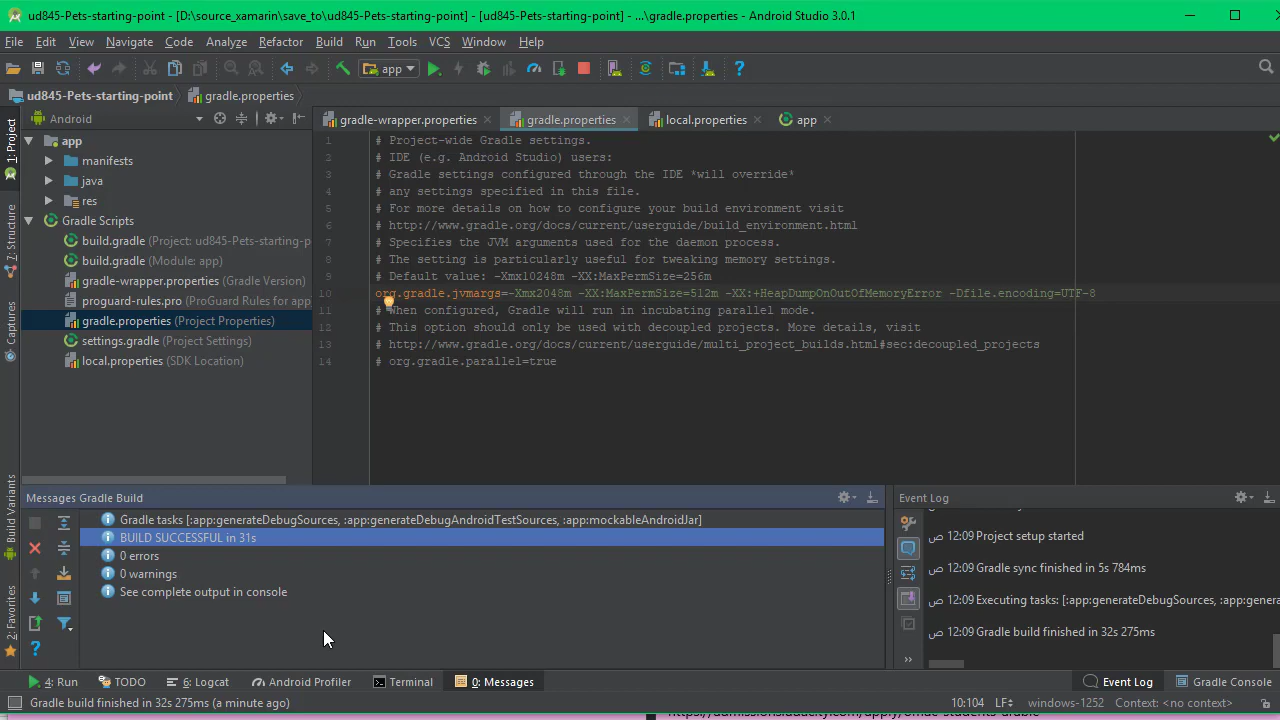 ud845-Pets-starting-point - [D:\source_xamarin\save_to\ud845-Pets-starting-point] - [ud845-Pets-starting-point] - ...\gradle.properties - Android Studio 3.0.1
File Edit View Navigate Code Analyze Refactor Build Run Tools VCS Window Help
app
ud845-Pets-starting-point gradle.properties
1: Project
Z: Structure
Captures
Build Variants
2: Favorites
Android
app
manifests
java
res
Gradle Scripts
build.gradle (Project: ud845-Pets-starting-p
build.gradle (Module: app)
gradle-wrapper.properties (Gradle Version)
proguard-rules.pro (ProGuard Rules for app
gradle.properties (Project Properties)
settings.gradle (Project Settings)
local.properties (SDK Location)
gradle-wrapper.properties gradle.properties local.properties app
1 # Project-wide Gradle settings.
2 # IDE (e.g. Android Studio) users:
3 # Gradle settings configured through the IDE *will override*
4 # any settings specified in this file.
5 # For more details on how to configure your build environment visit
6 # http://www.gradle.org/docs/current/userguide/build_environment.html
7 # Specifies the JVM arguments used for the daemon process.
8 # The setting is particularly useful for tweaking memory settings.
9 # Default value: -Xmx10248m -XX:MaxPermSize=256m
10 org.gradle.jvmargs=-Xmx2048m -XX:MaxPermSize=512m -XX:+HeapDumpOnOutOfMemoryError -Dfile.encoding=UTF-8
11 # When configured, Gradle will run in incubating parallel mode.
12 # This option should only be used with decoupled projects. More details, visit
13 # http://www.gradle.org/docs/current/userguide/multi_project_builds.html#sec:decoupled_projects
14 # org.gradle.parallel=true
Messages Gradle Build
Gradle tasks [:app:generateDebugSources, :app:generateDebugAndroidTestSources, :app:mockableAndroidJar]
BUILD SUCCESSFUL in 31s
0 errors
0 warnings
See complete output in console
Event Log
ص 12:09 Project setup started
ص 12:09 Gradle sync finished in 5s 784ms
ص 12:09 Executing tasks: [:app:generateDebugSources, :app:gener
ص 12:09 Gradle build finished in 32s 275ms
4: Run TODO 6: Logcat Android Profiler Terminal 0: Messages Event Log Gradle Console
Gradle build finished in 32s 275ms (a minute ago) 10:104 LF windows-1252 Context: <no context>